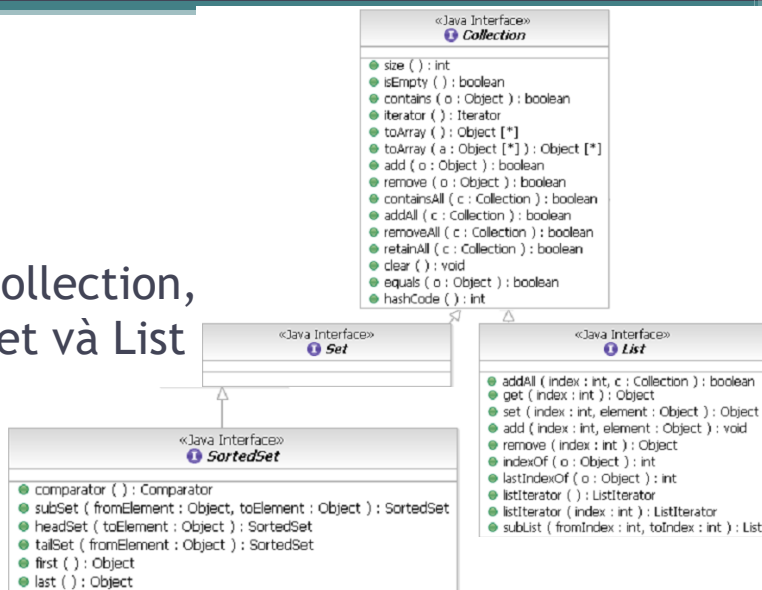 «Java Interface»
Collection
size ( ) : int
isEmpty ( ) : boolean
contains ( o : Object ) : boolean
iterator ( ) : Iterator
toArray ( ) : Object [*]
toArray ( a : Object [*] ) : Object [*]
add ( o : Object ) : boolean
remove ( o : Object ) : boolean
containsAll ( c : Collection ) : boolean
addAll ( c : Collection ) : boolean
removeAll ( c : Collection ) : boolean
retainAll ( c : Collection ) : boolean
clear ( ) : void
equals ( o : Object ) : boolean
hashCode ( ) : int
ollection,
et và List
«Java Interface»
Set
«Java Interface»
List
addAll ( index : int, c : Collection ) : boolean
get ( index : int ) : Object
set ( index : int, element : Object ) : Object
add ( index : int, element : Object ) : void
remove ( index : int ) : Object
indexOf ( o : Object ) : int
lastIndexOf ( o : Object ) : int
listIterator ( ) : ListIterator
listIterator ( index : int ) : ListIterator
subList ( fromIndex : int, toIndex : int ) : List
«Java Interface»
SortedSet
comparator ( ) : Comparator
subSet ( fromElement : Object, toElement : Object ) : SortedSet
headSet ( toElement : Object ) : SortedSet
tailSet ( fromElement : Object ) : SortedSet
first ( ) : Object
last ( ) : Object